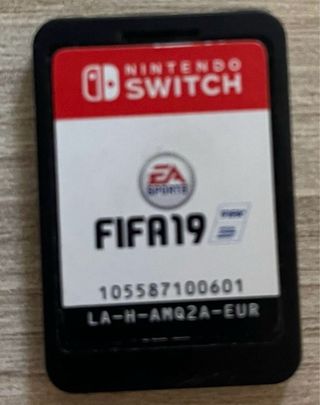 NINTENDO
SWITCH
EA
SPORTS
FIFA19
105587100601
LA-H-AMQ2A-EUR